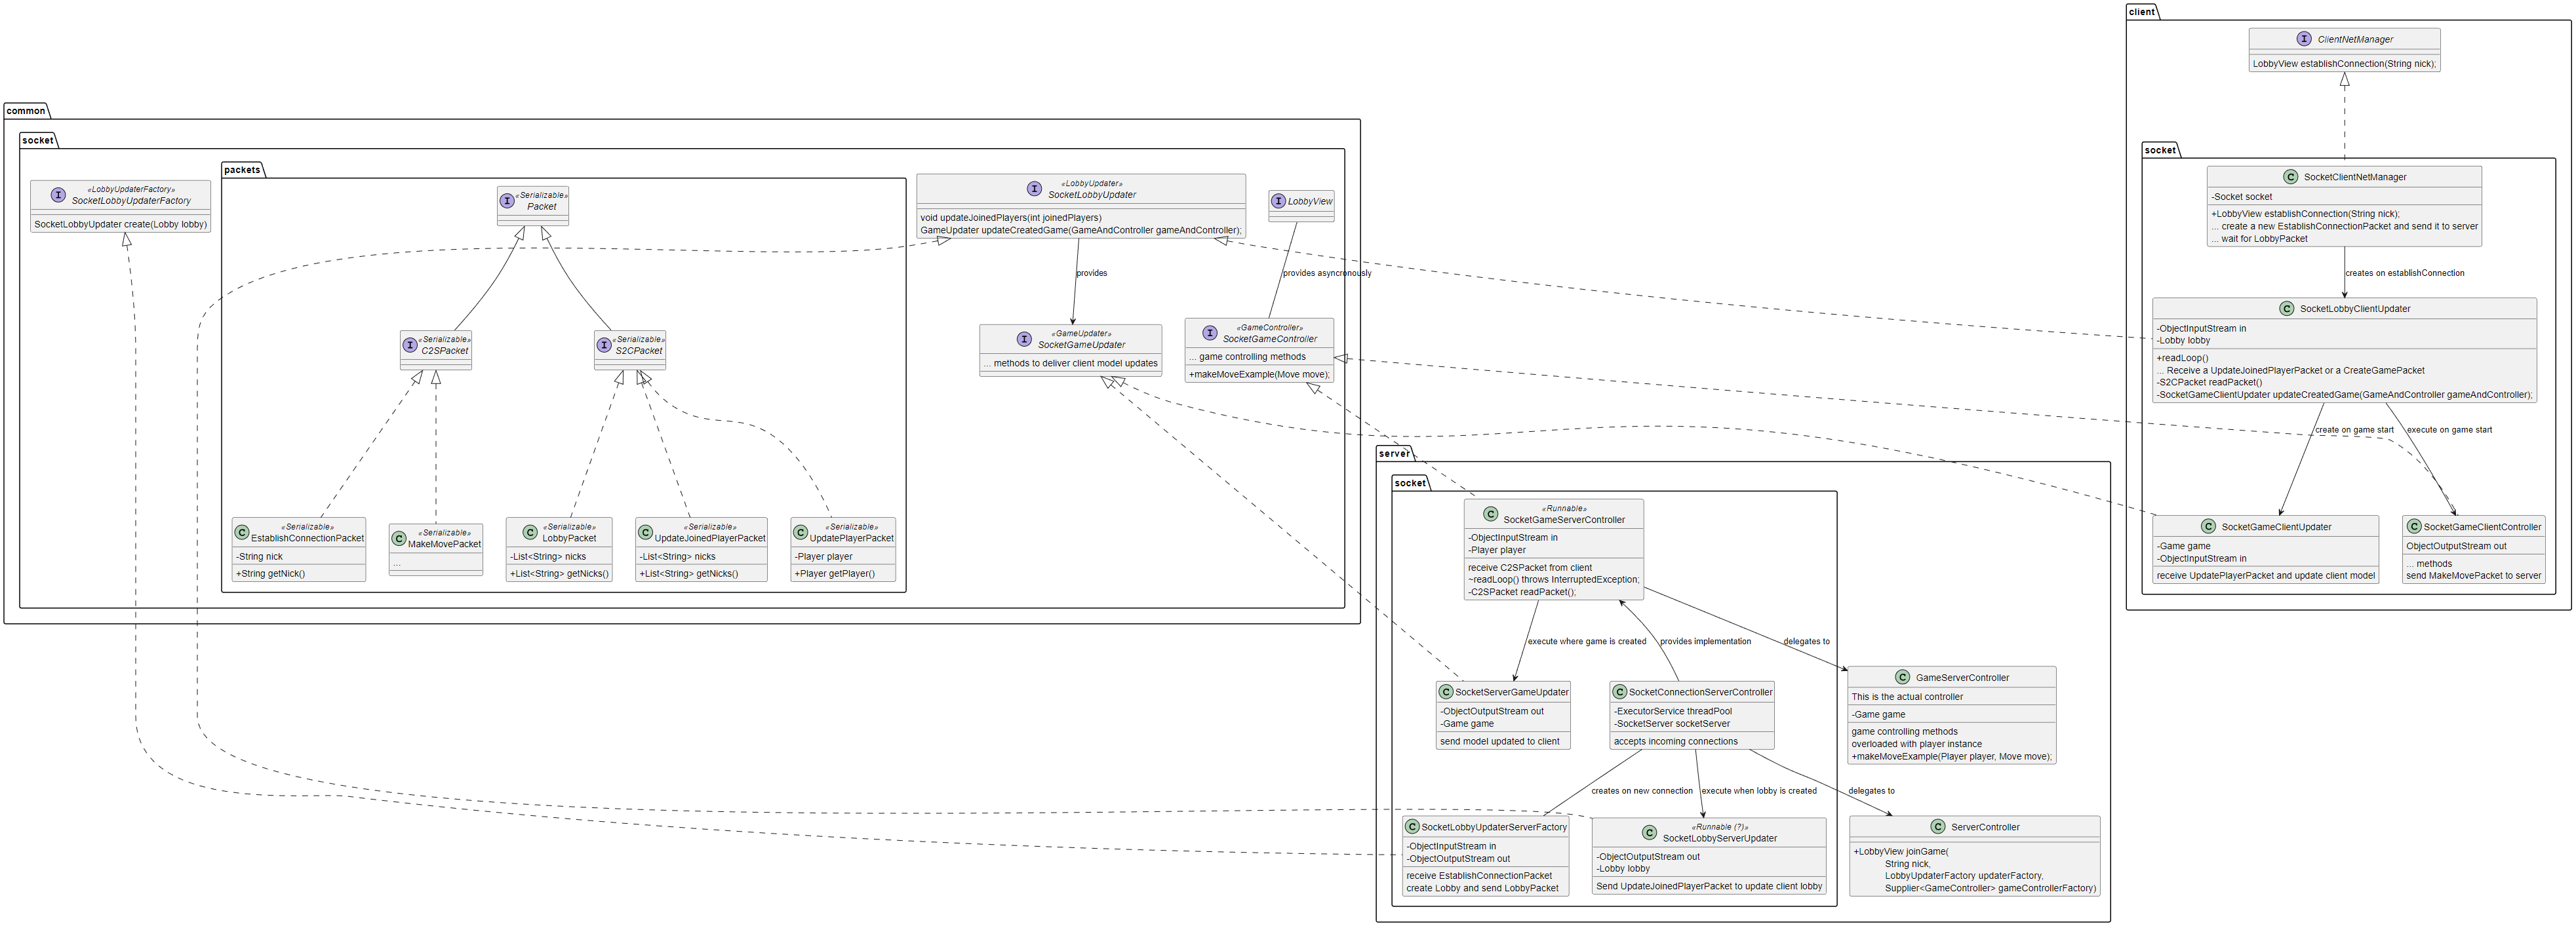 common
socket
«LobbyUpdaterFactory»
I SocketLobbyUpdaterFactory
SocketLobbyUpdater create(Lobby lobby)
packets
«Serializable»
I Packet
«Serializable»
I C2SPacket
«Serializable»
I S2CPacket
«Serializable»
C EstablishConnectionPacket
-String nick
+String getNick()
«Serializable»
C MakeMovePacket
...
«Serializable»
C LobbyPacket
-List<String> nicks
+List<String> getNicks()
«Serializable»
C UpdateJoinedPlayerPacket
-List<String> nicks
+List<String> getNicks()
«Serializable»
C UpdatePlayerPacket
-Player player
+Player getPlayer()
«LobbyUpdater»
I SocketLobbyUpdater
void updateJoinedPlayers(int joinedPlayers)
GameUpdater updateCreatedGame(GameAndController gameAndController);
I LobbyView
provides
provides asyncronously
«GameUpdater»
I SocketGameUpdater
... methods to deliver client model updates
«GameController»
I SocketGameController
... game controlling methods
+makeMoveExample(Move move);
client
I ClientNetManager
LobbyView establishConnection(String nick);
socket
C SocketClientNetManager
-Socket socket
+LobbyView establishConnection(String nick);
... create a new EstablishConnectionPacket and send it to server
... wait for LobbyPacket
creates on establishConnection
C SocketLobbyClientUpdater
-ObjectInputStream in
-Lobby lobby
+readLoop()
... Receive a UpdateJoinedPlayerPacket or a CreateGamePacket
-S2CPacket readPacket()
-SocketGameClientUpdater updateCreatedGame(GameAndController gameAndController);
create on game start
execute on game start
C SocketGameClientUpdater
-Game game
-ObjectInputStream in
receive UpdatePlayerPacket and update client model
C SocketGameClientController
ObjectOutputStream out
... methods
send MakeMovePacket to server
server
socket
«Runnable»
C SocketGameServerController
-ObjectInputStream in
-Player player
receive C2SPacket from client
~readLoop() throws InterruptedException;
-C2SPacket readPacket();
execute where game is created
provides implementation
delegates to
C SocketServerGameUpdater
-ObjectOutputStream out
-Game game
send model updated to client
C SocketConnectionServerController
-ExecutorService threadPool
-SocketServer socketServer
accepts incoming connections
C GameServerController
This is the actual controller
-Game game
game controlling methods
overloaded with player instance
+makeMoveExample(Player player, Move move);
creates on new connection
execute when lobby is created
delegates to
C SocketLobbyUpdaterServerFactory
-ObjectInputStream in
-ObjectOutputStream out
receive EstablishConnectionPacket
create Lobby and send LobbyPacket
«Runnable (?)»
C SocketLobbyServerUpdater
-ObjectOutputStream out
-Lobby lobby
Send UpdateJoinedPlayerPacket to update client lobby
C ServerController
+LobbyView joinGame(
String nick,
LobbyUpdaterFactory updaterFactory,
Supplier<GameController> gameControllerFactory)